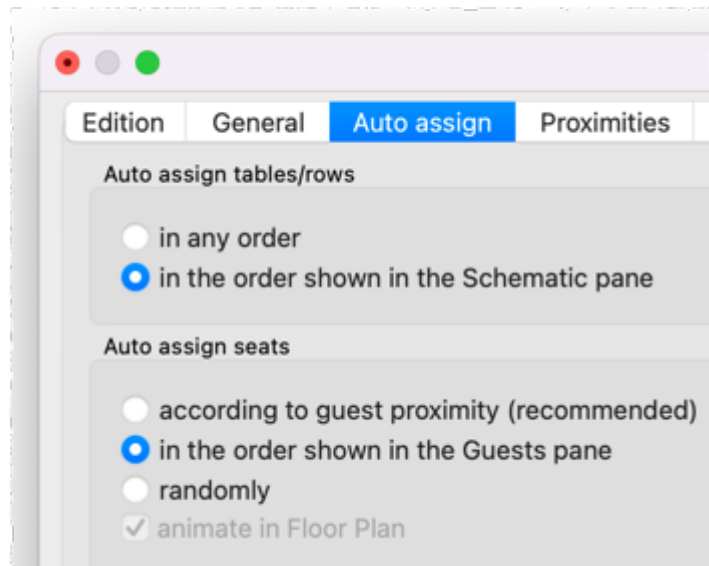 Edition General Auto assign Proximities
Auto assign tables/rows
in any order
in the order shown in the Schematic pane
Auto assign seats
according to guest proximity (recommended)
in the order shown in the Guests pane
randomly
animate in Floor Plan